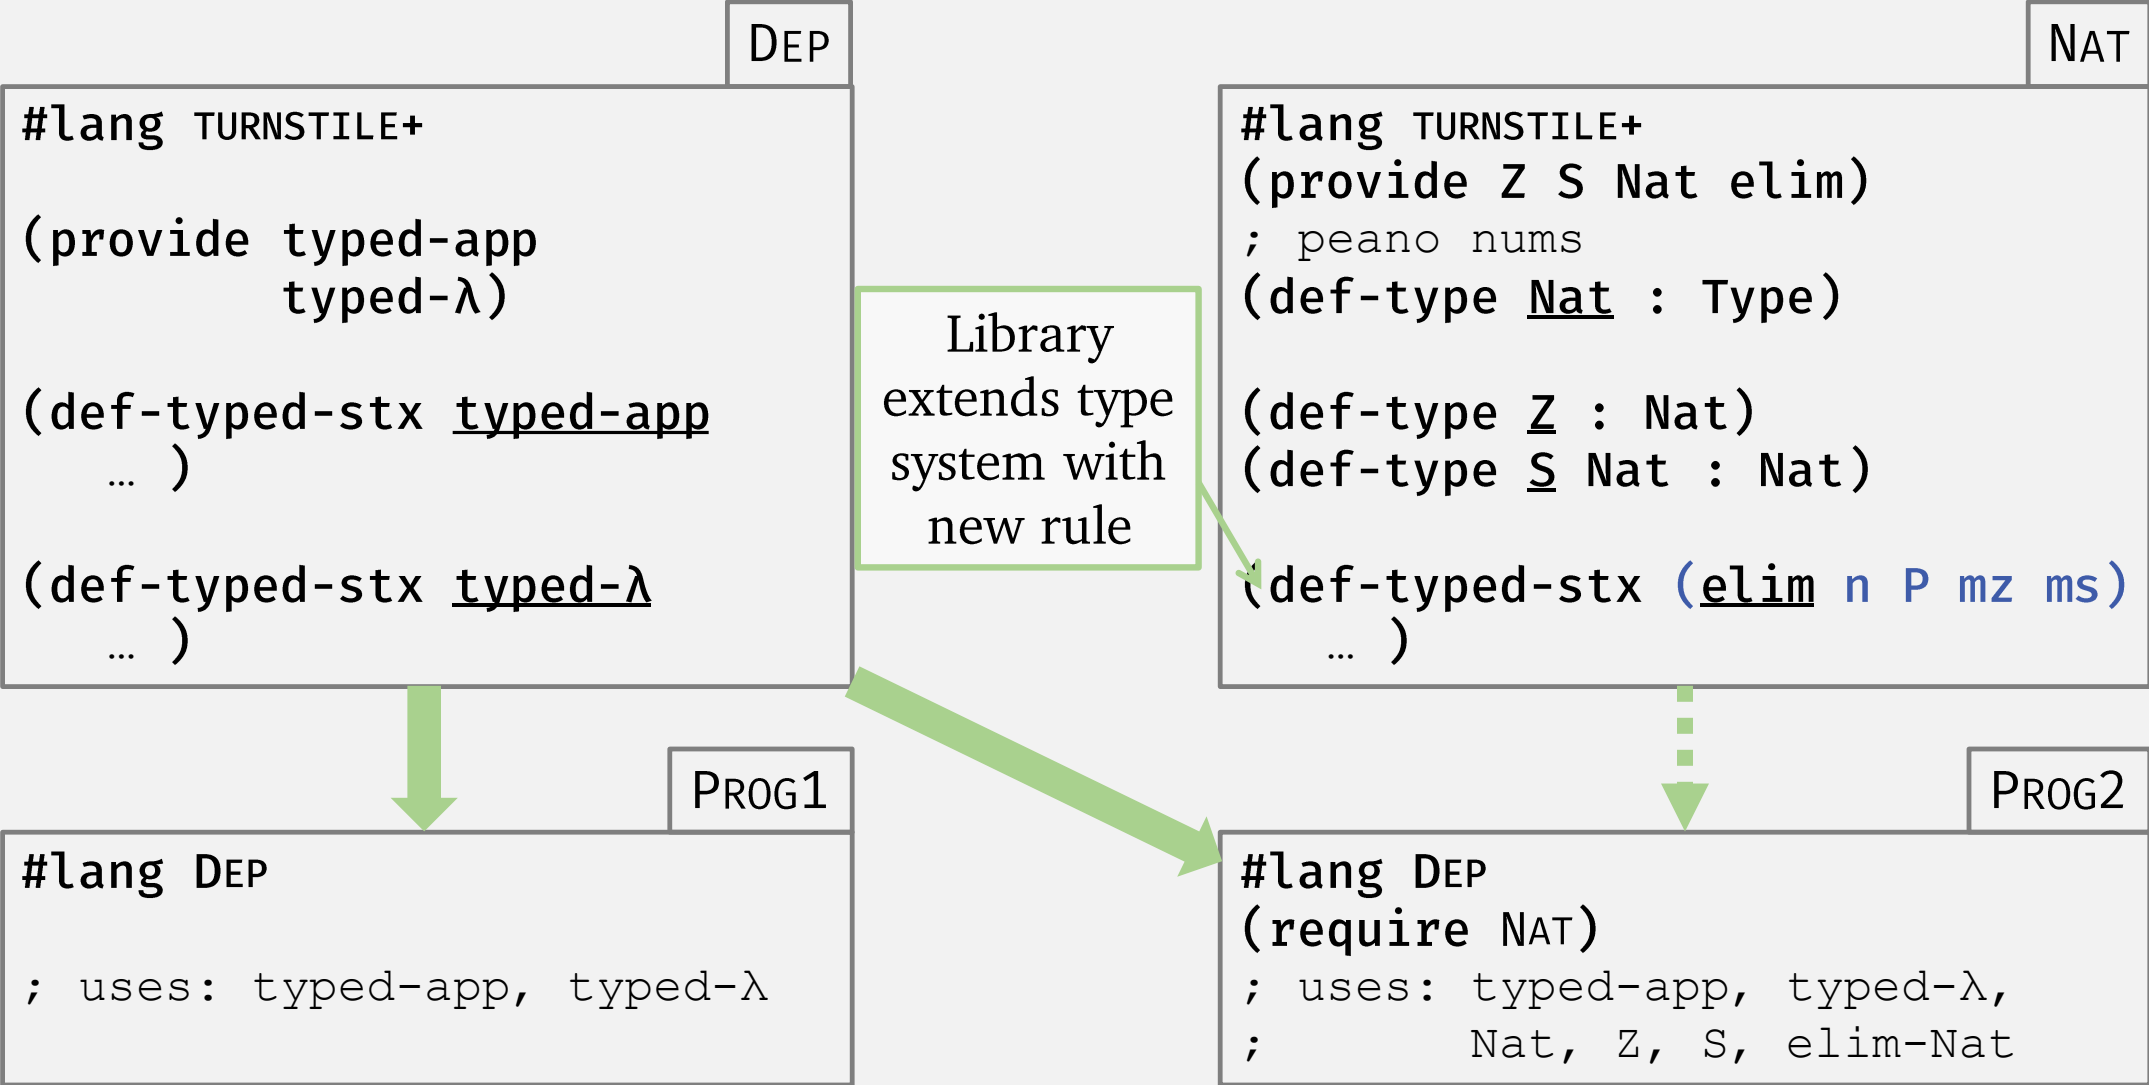 DEP
#lang TURNSTILE+
(provide typed-app
typed-λ)
(def-typed-stx typed-app
… )
(def-typed-stx typed-λ
… )
Library
extends type
system with
new rule
NAT
#lang TURNSTILE+
(provide Z S Nat elim)
; peano nums
(def-type Nat : Type)
(def-type Z : Nat)
(def-type S Nat : Nat)
(def-typed-stx (elim n P mz ms)
… )
PROG1
#lang DEP
; uses: typed-app, typed-λ
PROG2
#lang DEP
(require NAT)
; uses: typed-app, typed-λ,
; Nat, Z, S, elim-Nat